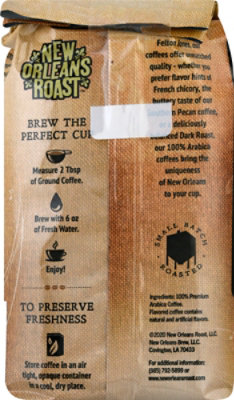 NEW
ORLEANS
ROAST
BREW THE
PERFECT CUP
Measure 2 Tbsp
of Ground Coffee.
Brew with 6 oz
of Fresh Water.
Enjoy!
TO PRESERVE
FRESHNESS
Store coffee in an air
tight, opaque container
in a cool, dry place.
coffees offer
quality - whether you
prefer flavor hints of
French chicory, the
buttery taste of our
Southern Pecan coffee,
or a deliciously
Dark Roast,
our 100% Arabica
coffees bring the
uniqueness
of New Orleans
to your cup.
SMALL BATCH
ROASTED
Ingredients: 100% Premium
Arabica Coffee.
Flavored coffee contains
natural and artificial flavors.
©2020 New Orleans Roast, LLC.
New Orleans Brew, LLC.
Covington, LA 70433
For additional information:
(985) 792-5899 or
www.neworleansroast.com